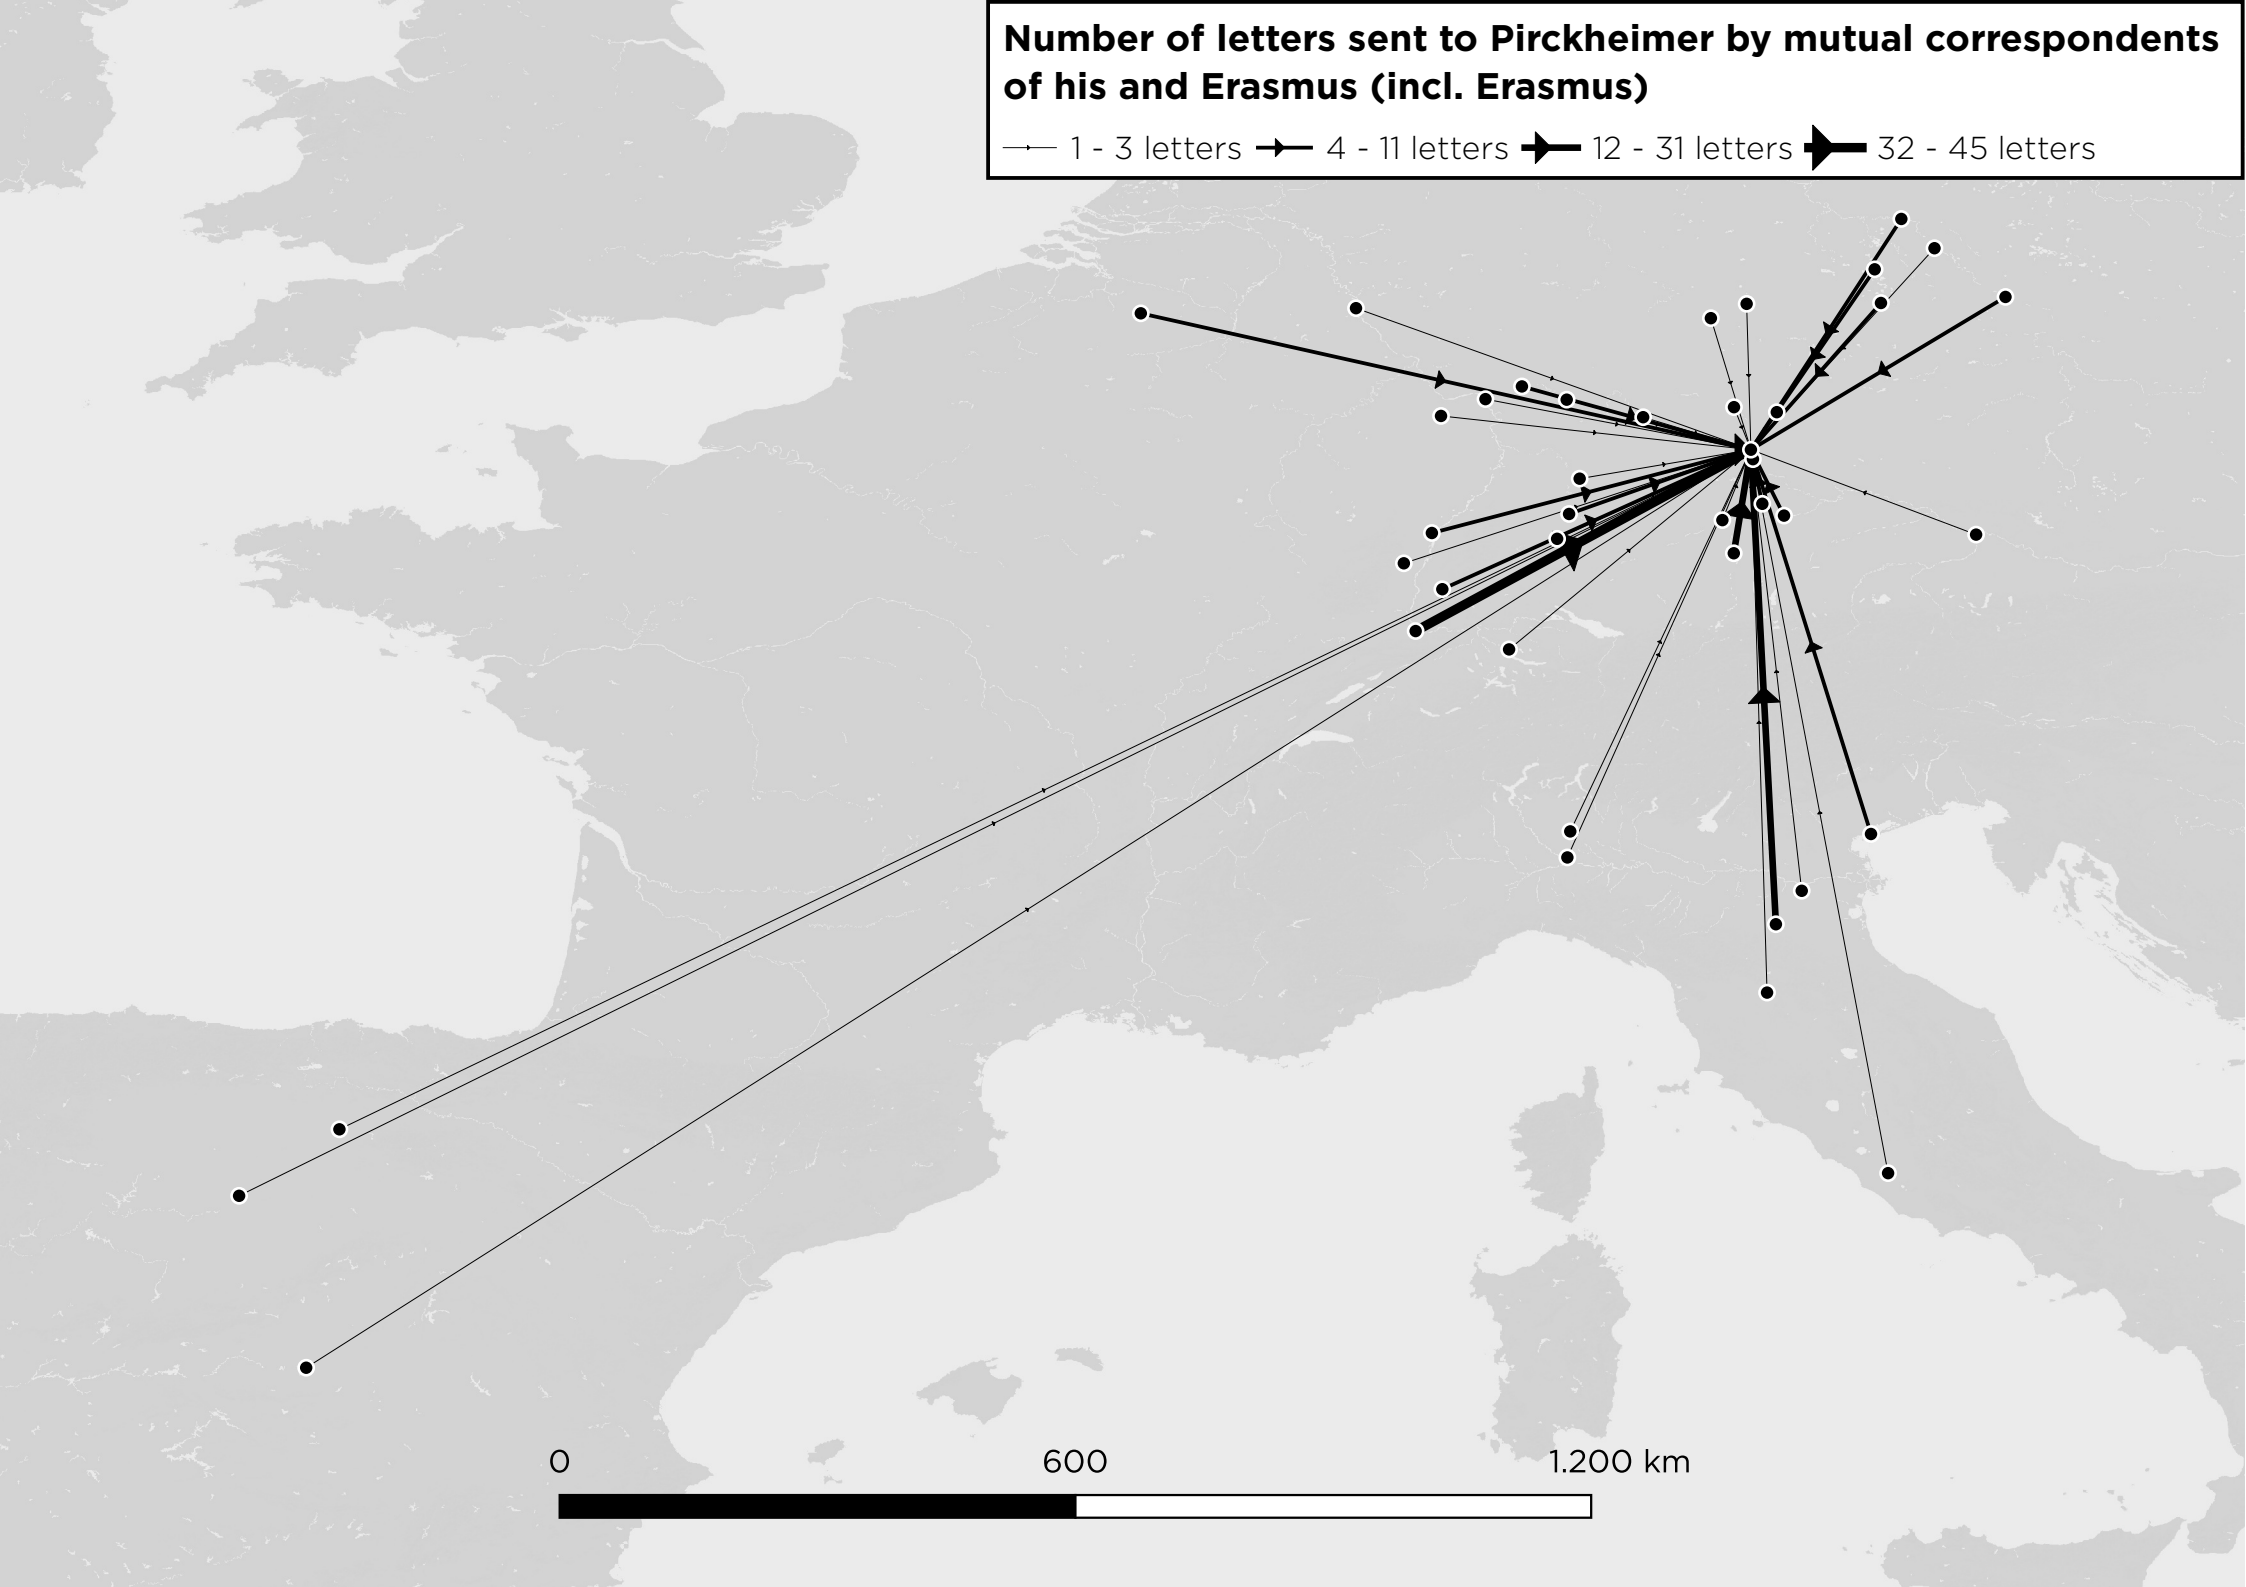 Number of letters sent to Pirckheimer by mutual correspondents
of his and Erasmus (incl. Erasmus)
1 - 3 letters 4 - 11 letters 12 - 31 letters 32 - 45 letters
0 600 1.200 km